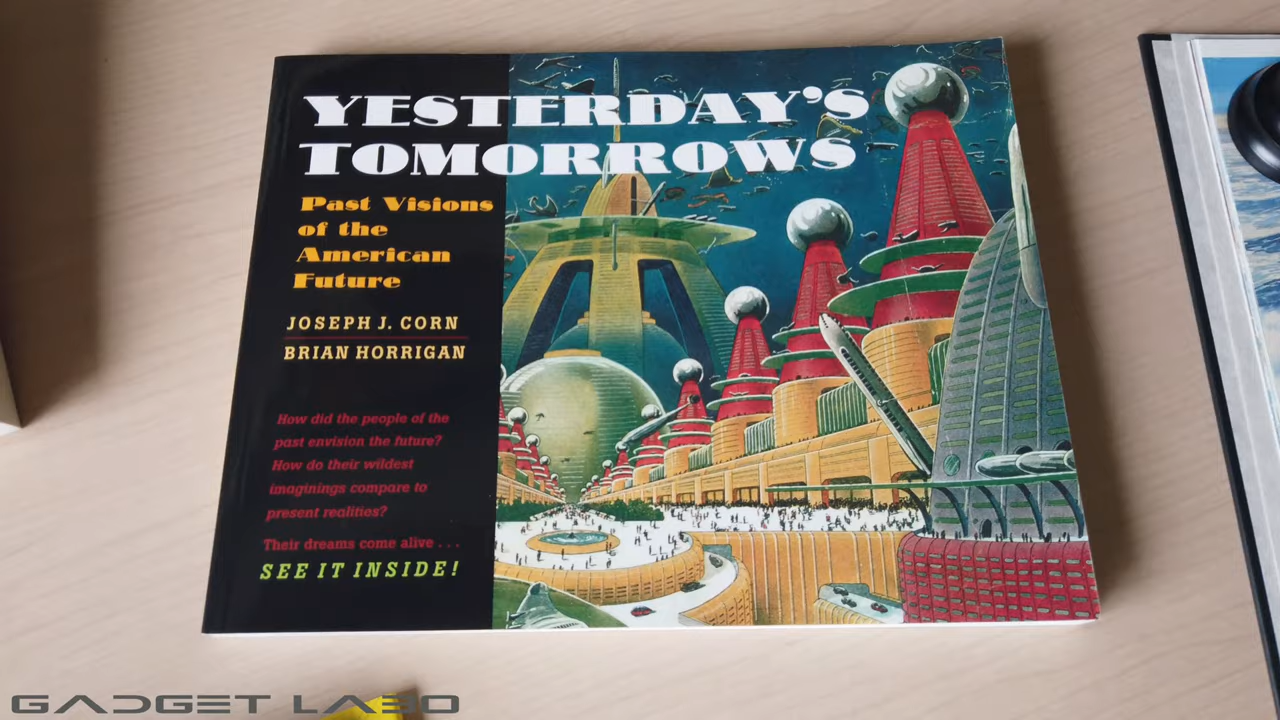 YESTERDAY'S
TOMORROWS
Past Visions
of the
American
Future
JOSEPH J. CORN
BRIAN HORRIGAN
How did the people of the
past envision the future?
How do their wildest
imaginings compare to
present realities?
Their dreams come alive . . .
SEE IT INSIDE!
GADGET LABO